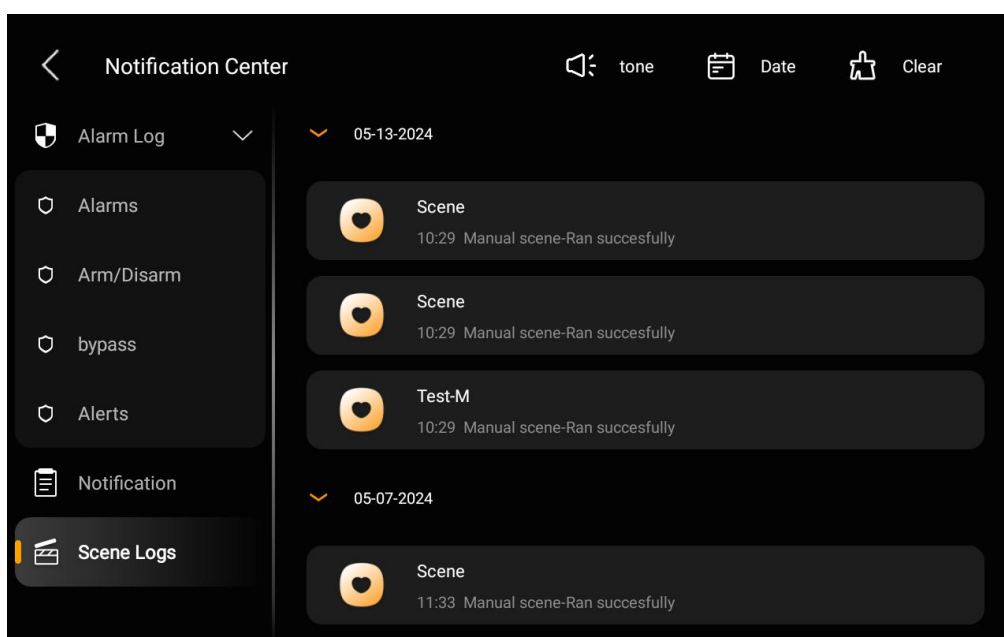 Notification Center
tone
Date
Clear
Alarm Log
Alarms
Arm/Disarm
bypass
Alerts
Notification
Scene Logs
05-13-2024
Scene
10:29 Manual scene-Ran succesfully
Scene
10:29 Manual scene-Ran succesfully
Test-M
10:29 Manual scene-Ran succesfully
05-07-2024
Scene
11:33 Manual scene-Ran succesfully